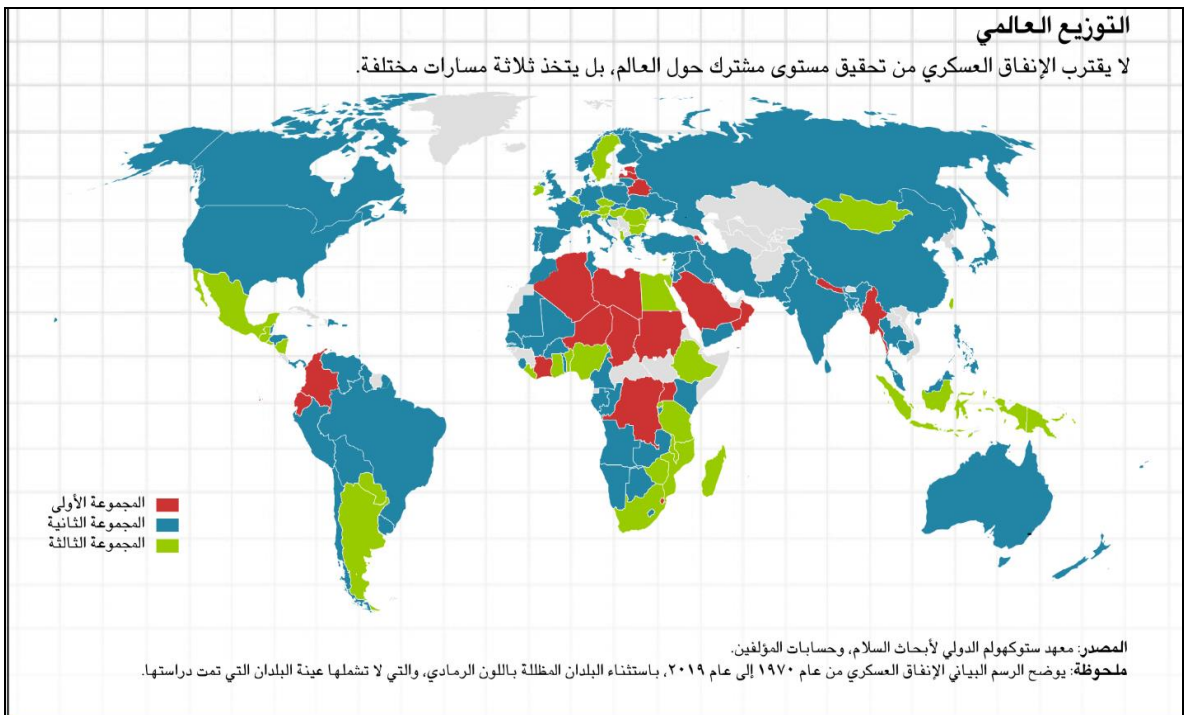 التوزيع العالمي
لا يقترب الإنفاق العسكري من تحقيق مستوى مشترك حول العالم، بل يتخذ ثلاثة مسارات مختلفة.
المجموعة الأولى
المجموعة الثانية
المجموعة الثالثة
المصدر: معهد ستوكهولم الدولي لأبحاث السلام، وحسابات المؤلفين.
ملحوظة: يوضح الرسم البياني الإنفاق العسكري من عام ١٩٧٠ إلى عام ٢٠١٩، باستثناء البلدان المظللة باللون الرمادي، والتي لا تشملها عينة البلدان التي تمت دراستها.